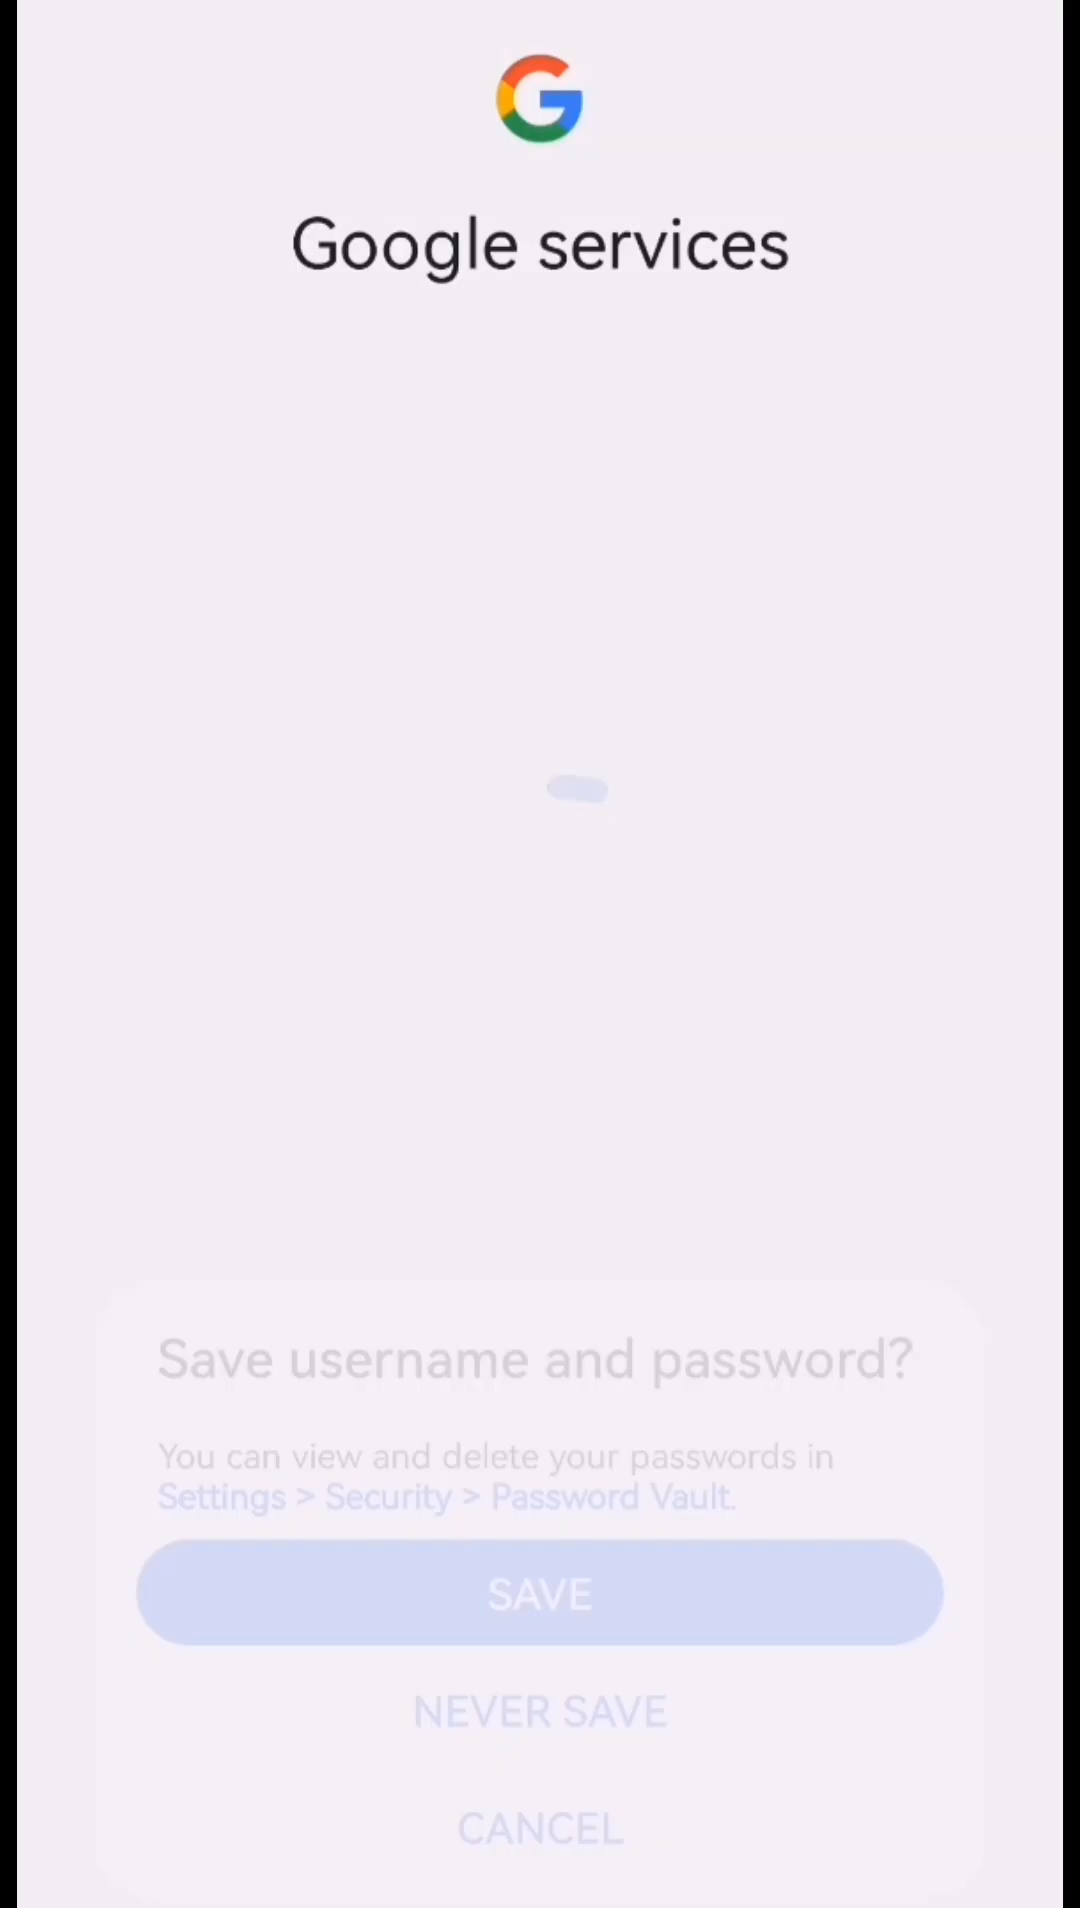 Google services
Save username and password?
You can view and delete your passwords in
Settings > Security > Password Vault.
SAVE
NEVER SAVE
CANCEL